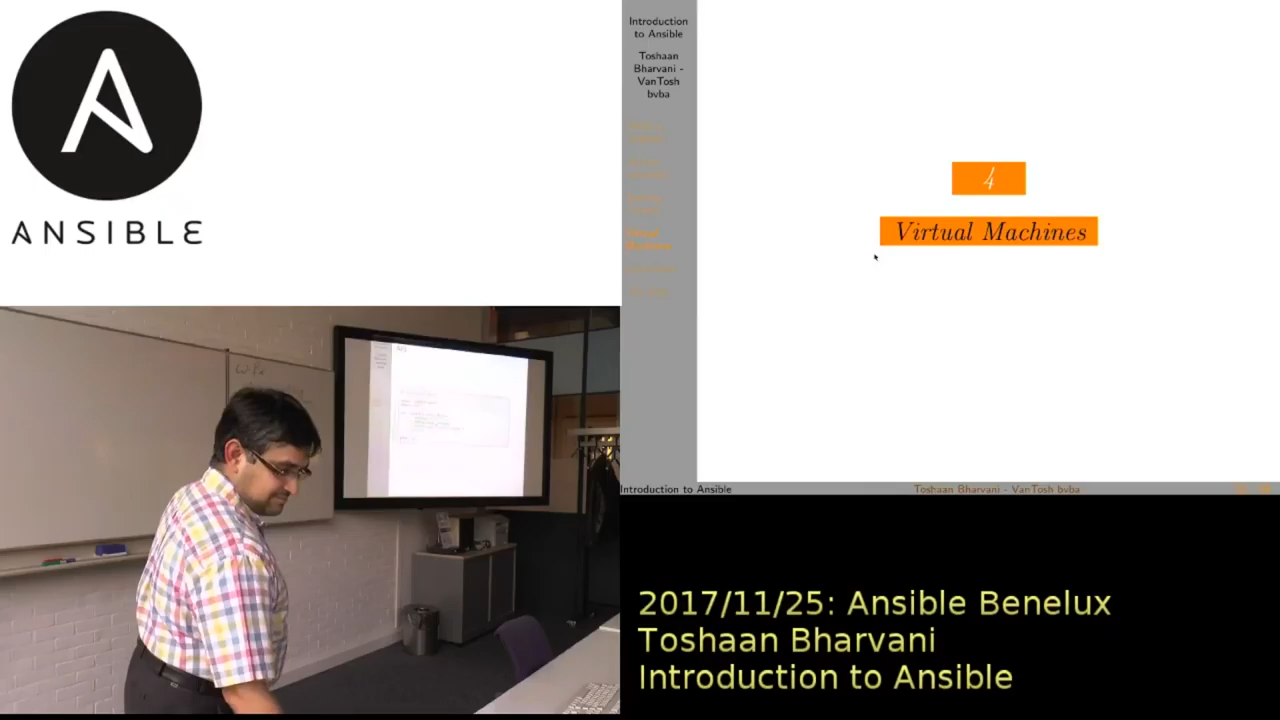 ANSIBLE
Introduction
to Ansible
Toshaan
Bharvani -
VanTosh
bvba
4
Virtual Machines
Introduction to Ansible
Toshaan Bharvani - VanTosh bvba
2017/11/25: Ansible Benelux
Toshaan Bharvani
Introduction to Ansible